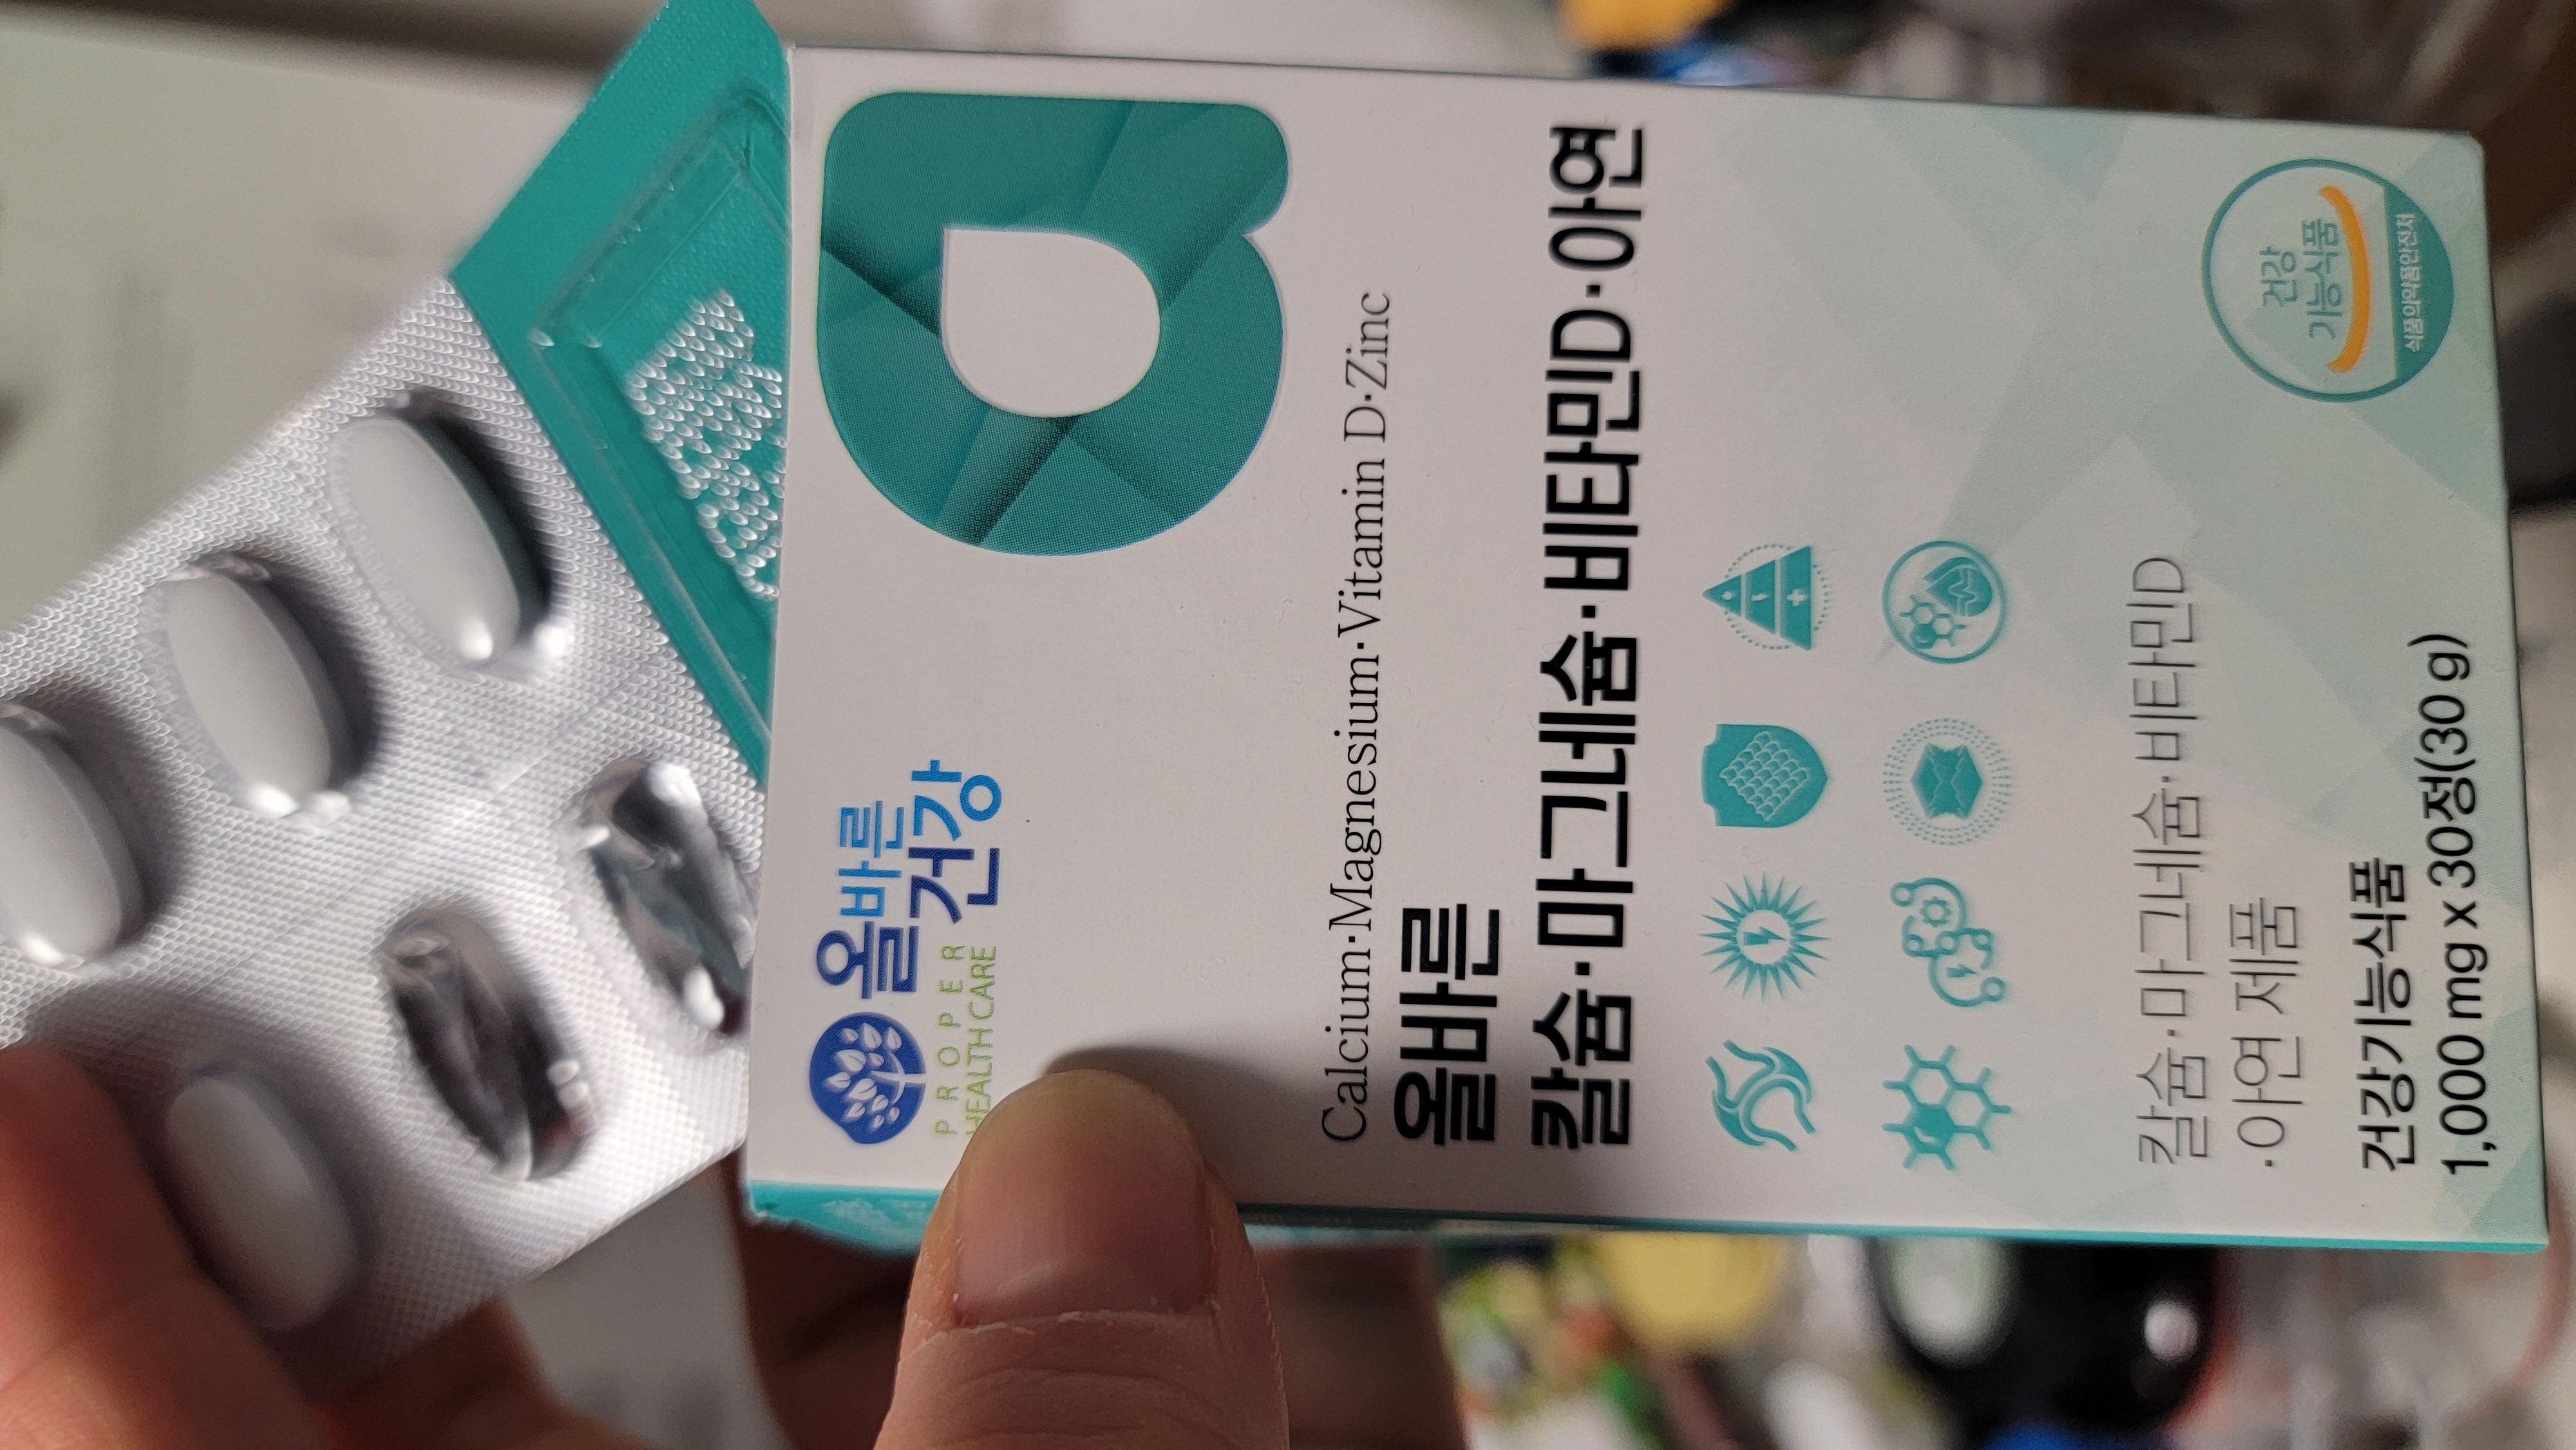 올바른
건강
PROPER
HEALTHCARE
Calcium·Magnesium·Vitamin D·Zinc
올바른
칼슘·마그네슘·비타민D·아연
칼슘·마그네슘·비타민D
·아연 제품
건강기능식품
1,000 mg x 30정(30 g)
건강
기능식품
식품의약품안전처